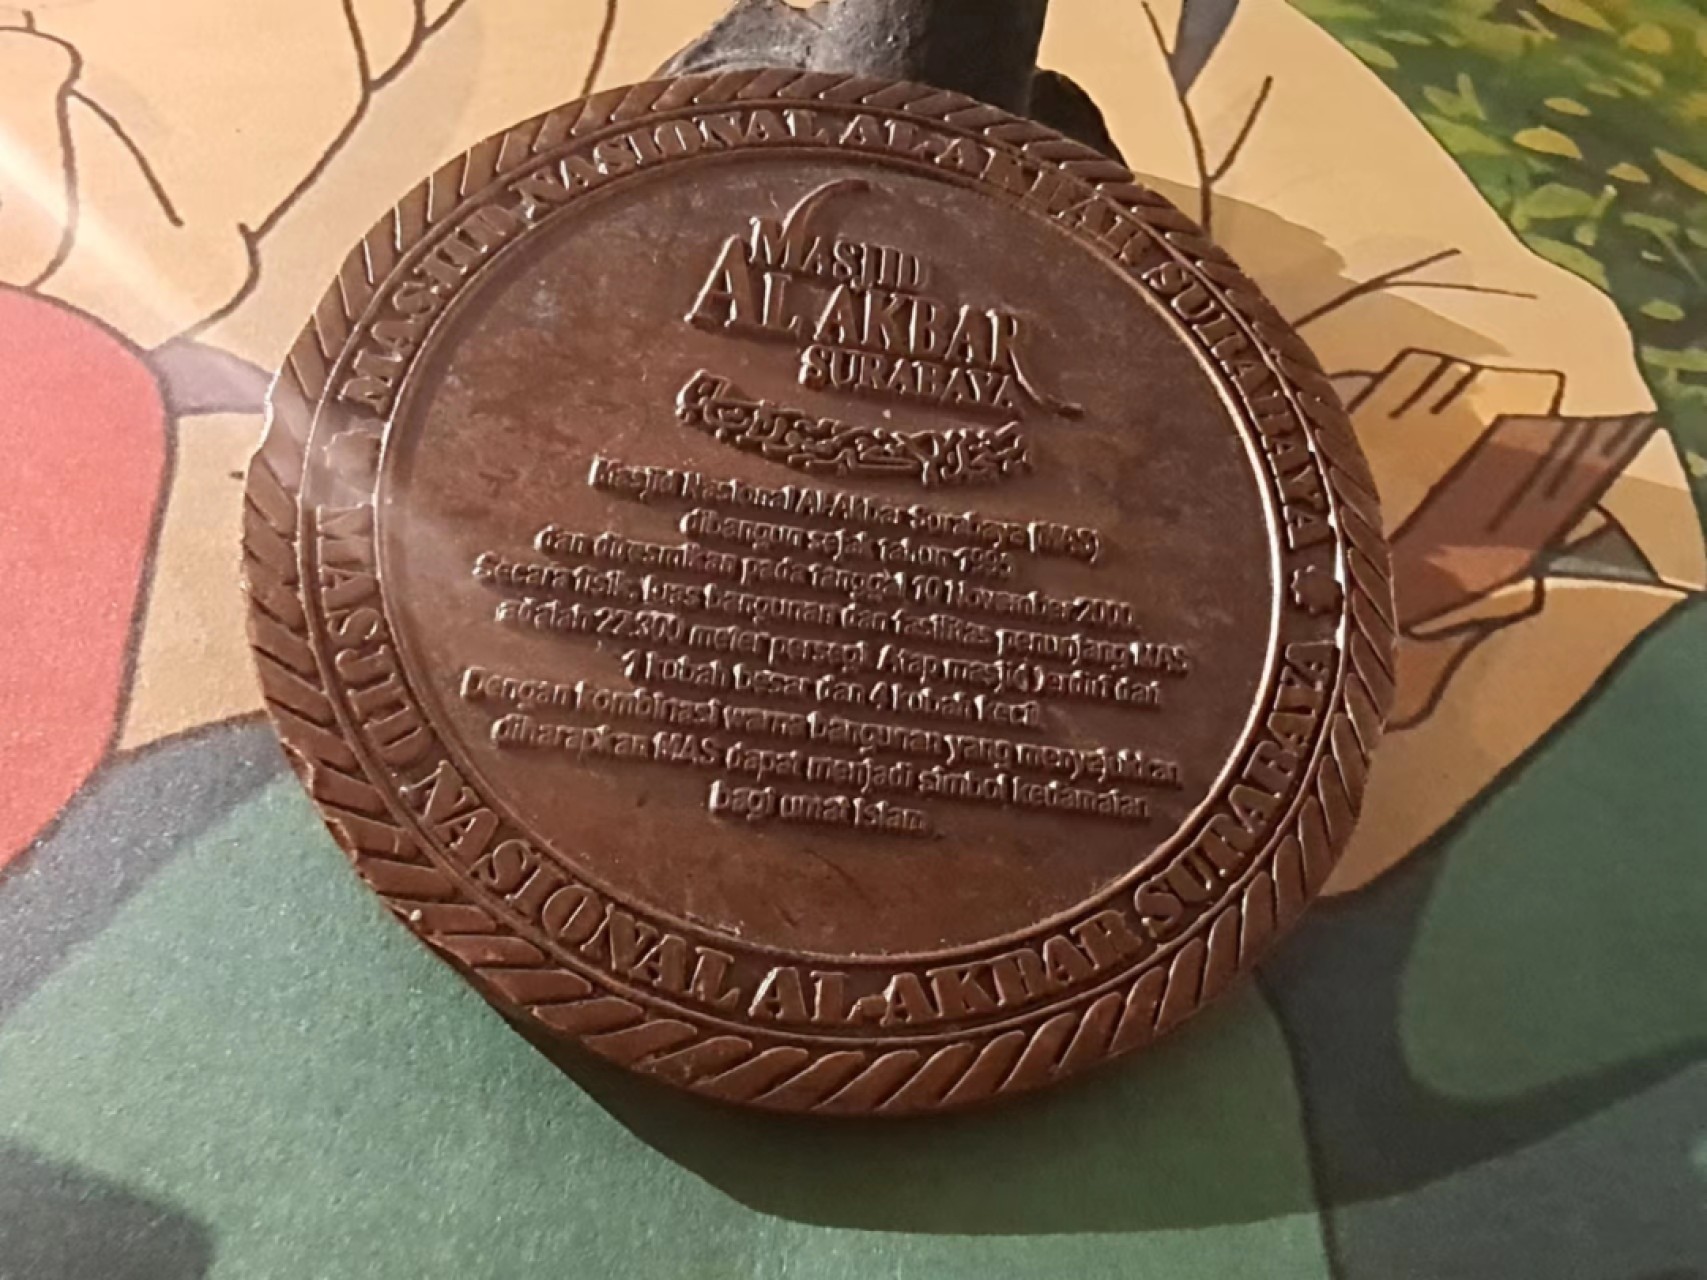 MASJID NASIONAL AL-AKBAR SURABAYA
MASJID
AL AKBAR
SURABAYA
Masjid Nasional Al-Akbar Surabaya (MAS)
dibangun sejak tahun 1995
dan diresmikan pada tanggal 10 November 2000.
Secara fisik, luas bangunan dan fasilitas penunjang MAS
adalah 22.300 meter persegi. Atap masjid terdiri dari
1 kubah besar dan 4 kubah kecil.
Dengan kombinasi warna bangunan yang menyejukkan,
diharapkan MAS dapat menjadi simbol kedamaian
bagi umat Islam.
MASJID NASIONAL AL-AKBAR SURABAYA